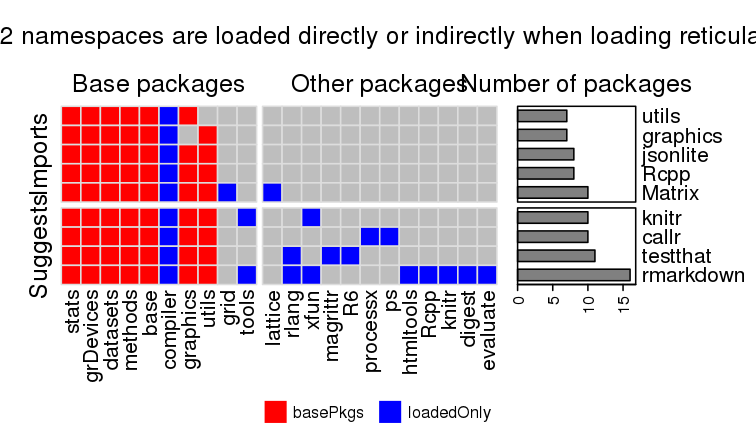 2 namespaces are loaded directly or indirectly when loading reticula
Base packages
Other packages
Number of packages
Imports
Suggests
utils
graphics
jsonlite
Rcpp
Matrix
knitr
callr
testthat
rmarkdown
0
5
10
15
stats
grDevices
datasets
methods
base
compiler
graphics
utils
grid
tools
lattice
rlang
xfun
magrittr
R6
processx
ps
htmltools
Rcpp
knitr
digest
evaluate
basePkgs
loadedOnly